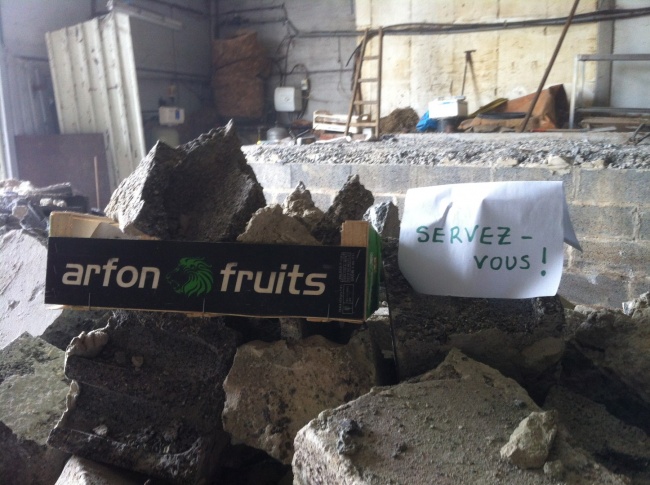 arfon fruits
SERVEZ -
VOUS !